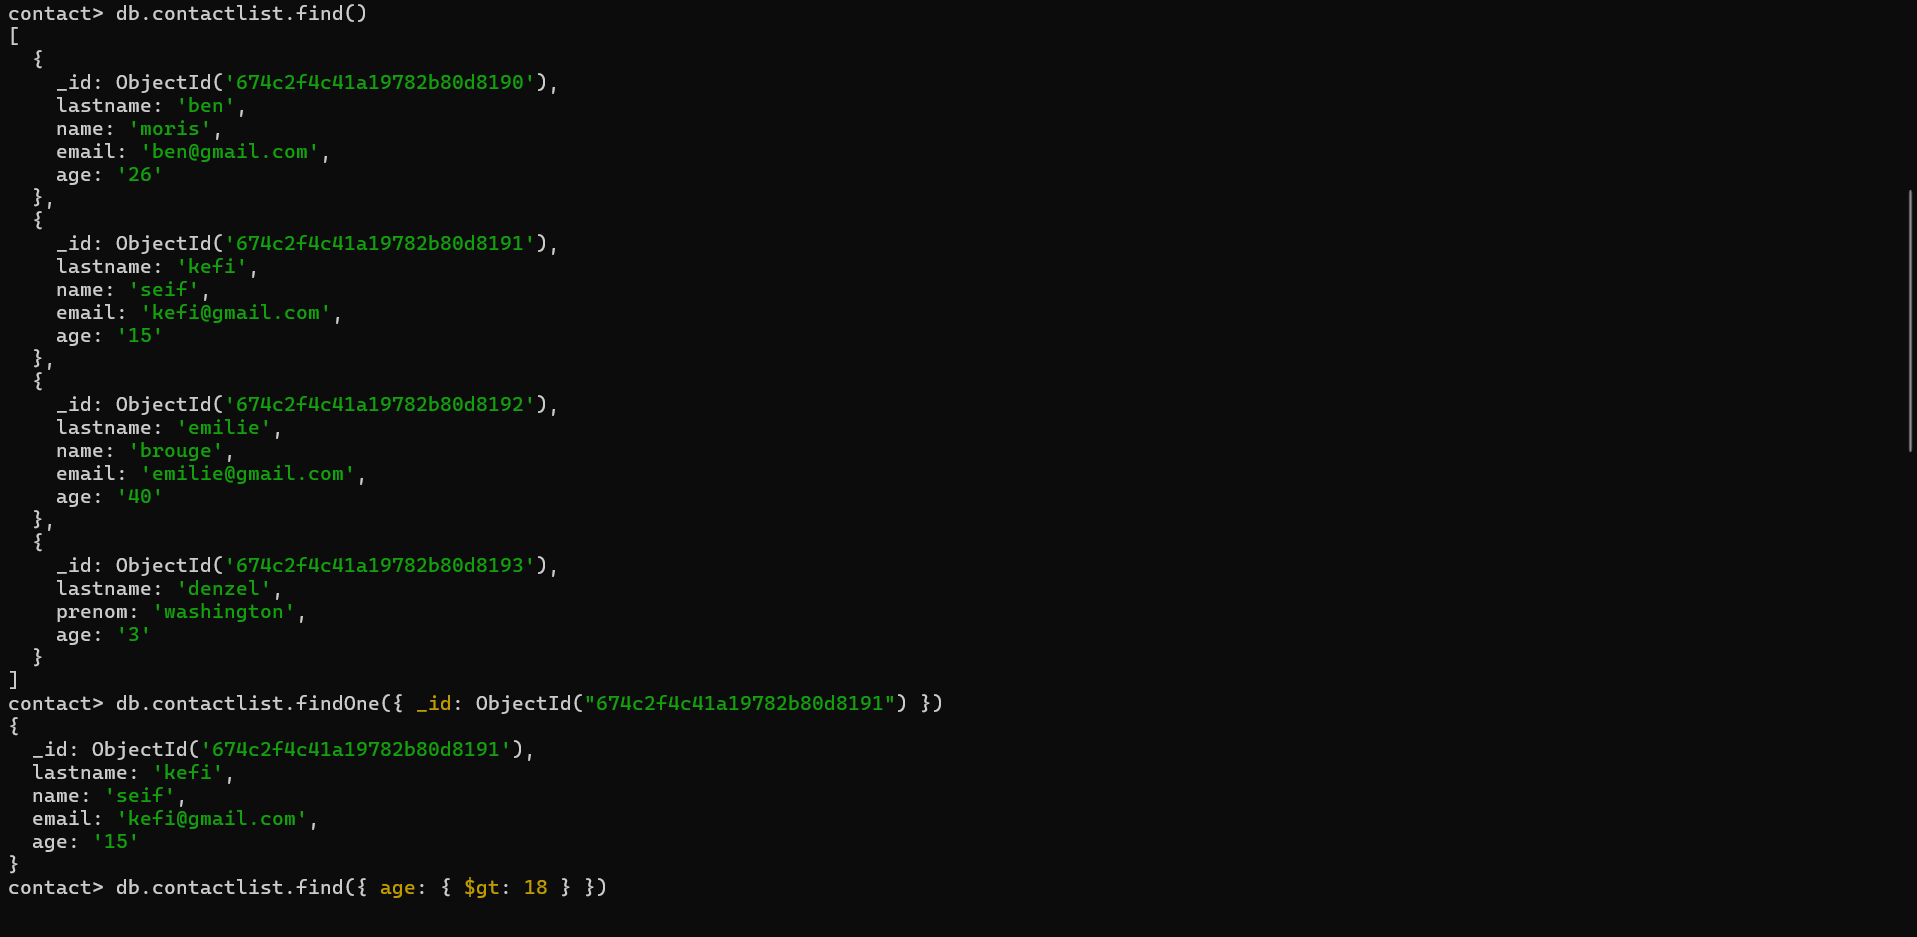 contact> db.contactlist.find()
[
  {
    _id: ObjectId('674c2f4c41a19782b80d8190'),
    lastname: 'ben',
    name: 'moris',
    email: 'ben@gmail.com',
    age: '26'
  },
  {
    _id: ObjectId('674c2f4c41a19782b80d8191'),
    lastname: 'kefi',
    name: 'seif',
    email: 'kefi@gmail.com',
    age: '15'
  },
  {
    _id: ObjectId('674c2f4c41a19782b80d8192'),
    lastname: 'emilie',
    name: 'brouge',
    email: 'emilie@gmail.com',
    age: '40'
  },
  {
    _id: ObjectId('674c2f4c41a19782b80d8193'),
    lastname: 'denzel',
    prenom: 'washington',
    age: '3'
  }
]
contact> db.contactlist.findOne({ _id: ObjectId("674c2f4c41a19782b80d8191") })
{
  _id: ObjectId('674c2f4c41a19782b80d8191'),
  lastname: 'kefi',
  name: 'seif',
  email: 'kefi@gmail.com',
  age: '15'
}
contact> db.contactlist.find({ age: { $gt: 18 } })